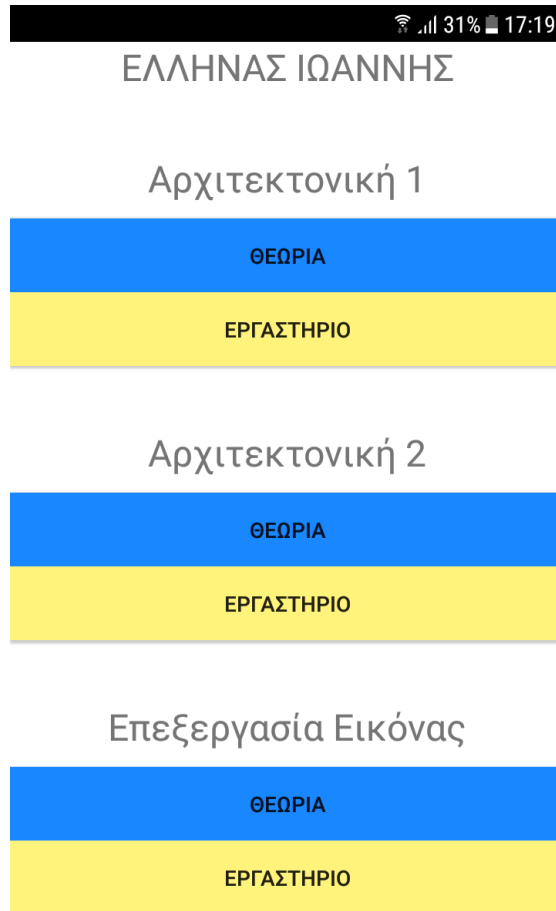 31% 17:19
ΕΛΛΗΝΑΣ ΙΩΑΝΝΗΣ
Αρχιτεκτονική 1
ΘΕΩΡΙΑ
ΕΡΓΑΣΤΗΡΙΟ
Αρχιτεκτονική 2
ΘΕΩΡΙΑ
ΕΡΓΑΣΤΗΡΙΟ
Επεξεργασία Εικόνας
ΘΕΩΡΙΑ
ΕΡΓΑΣΤΗΡΙΟ